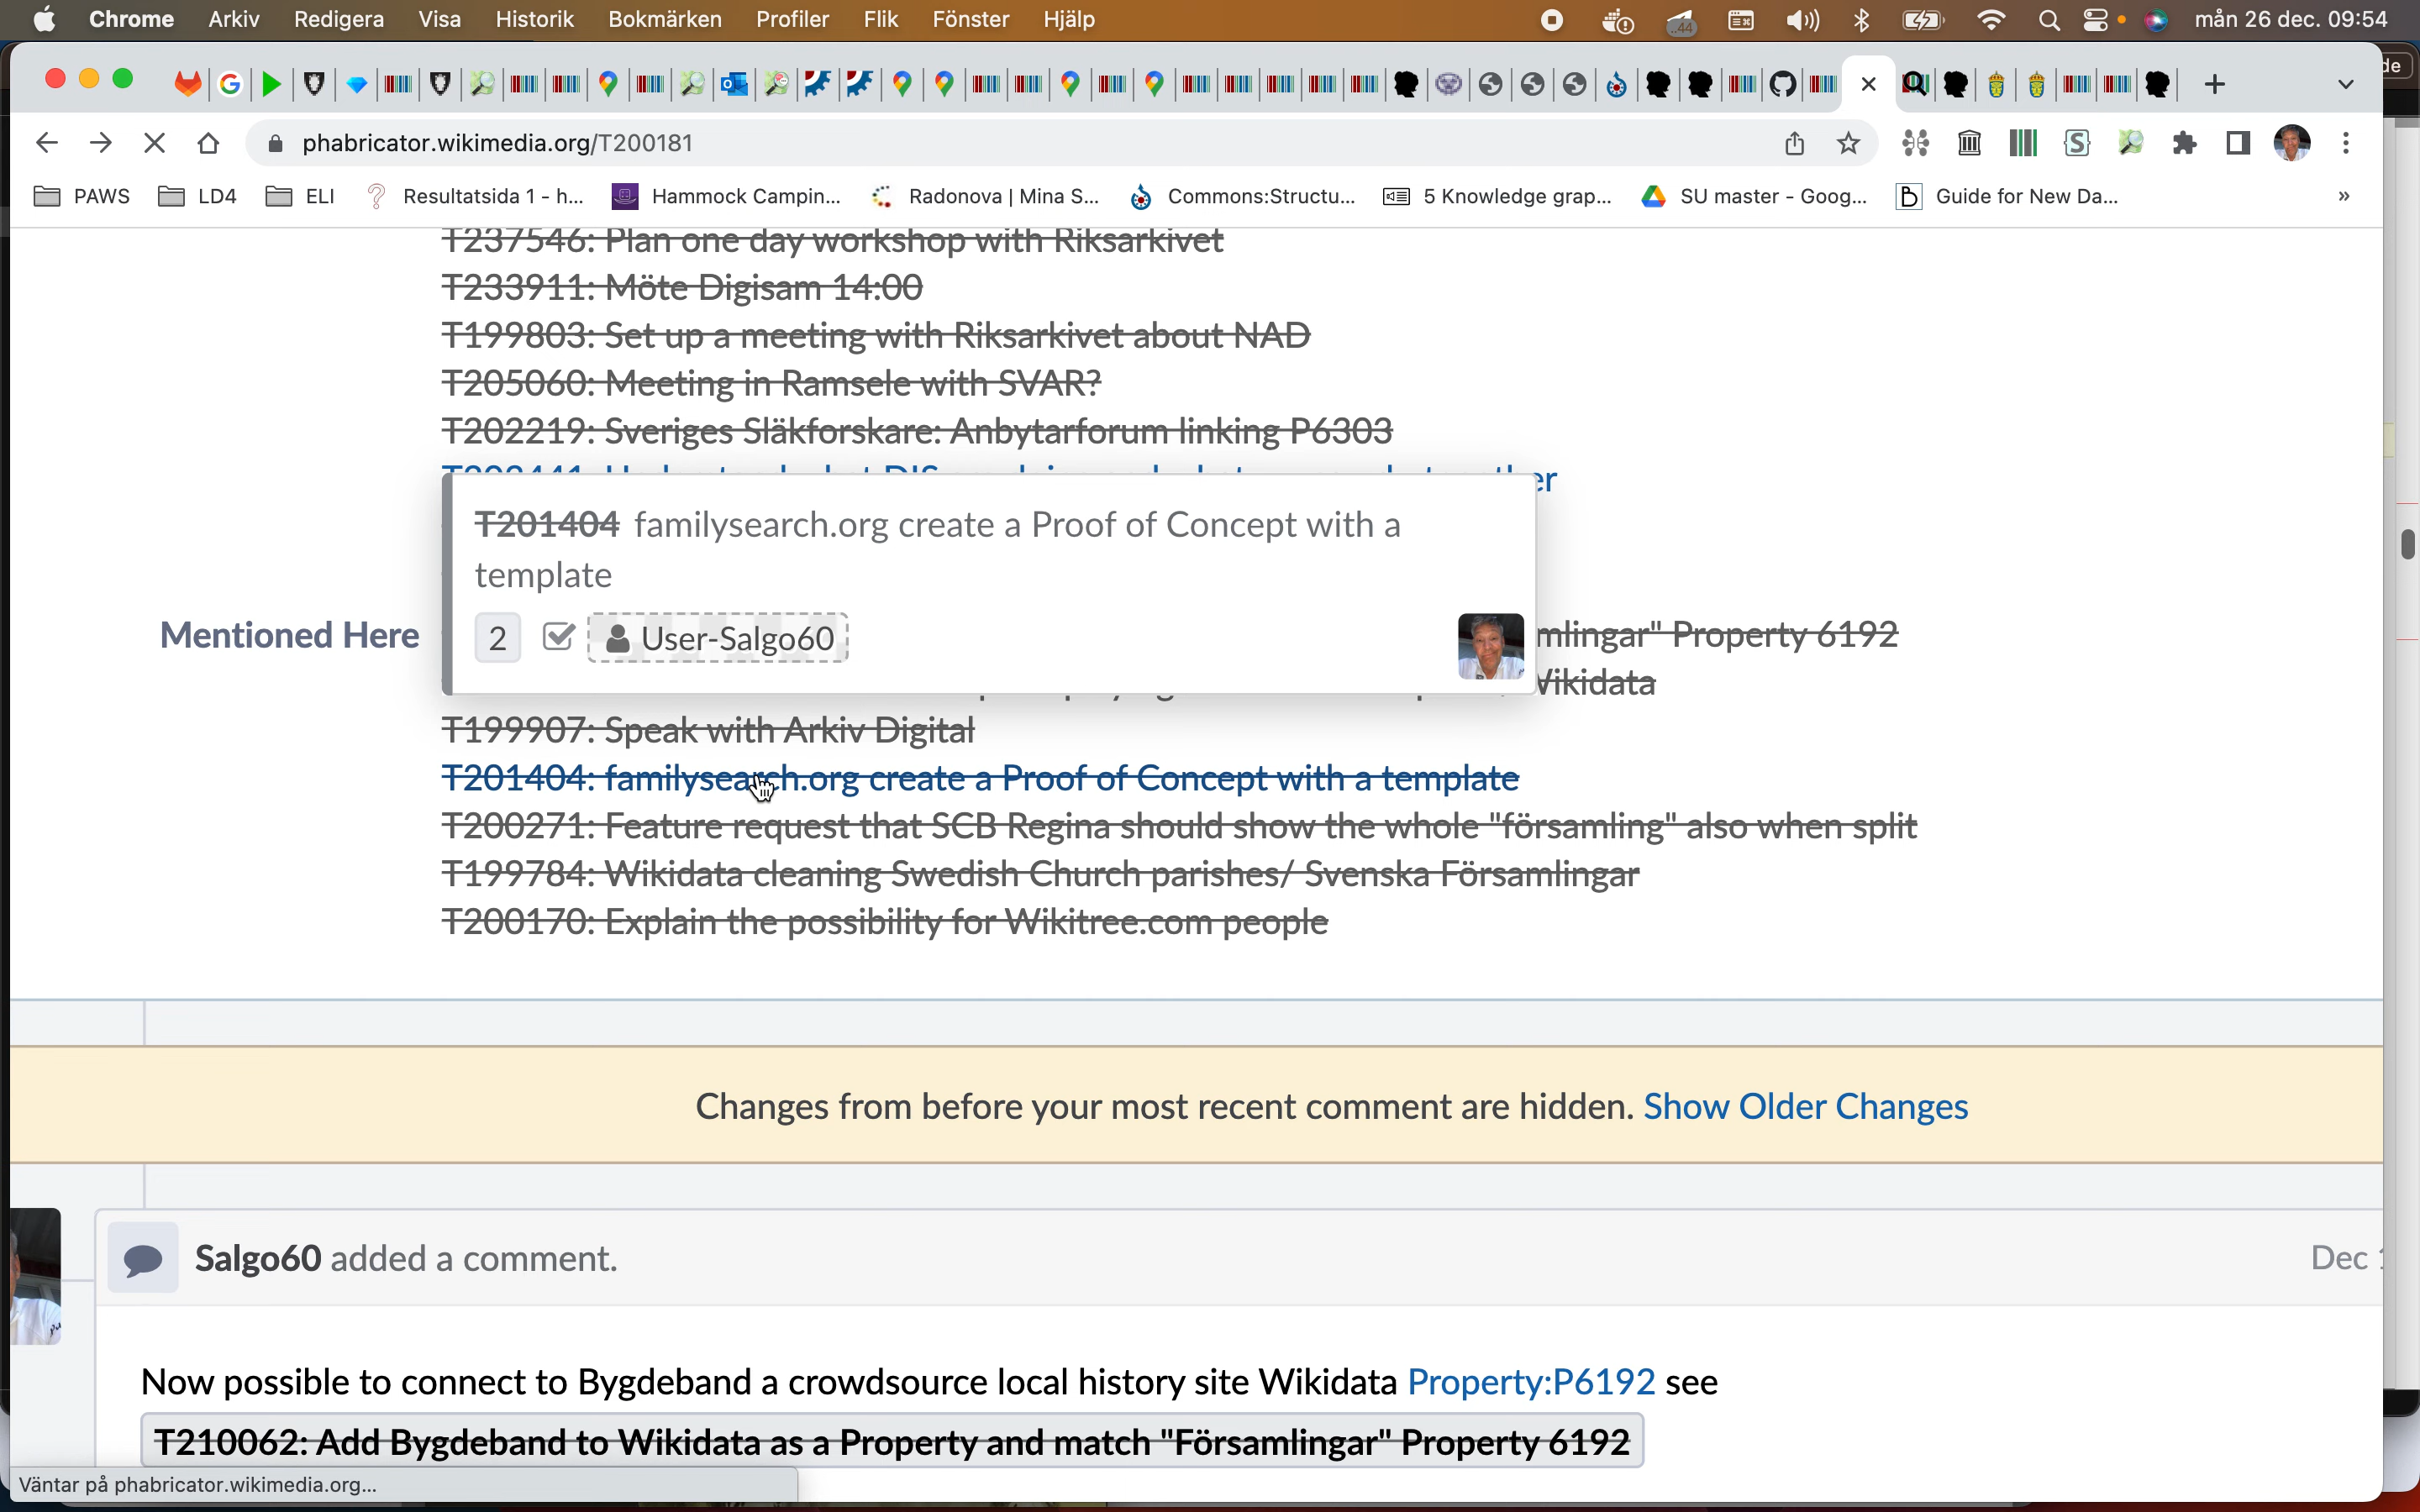 Chrome Arkiv Redigera Visa Historik Bokmärken Profiler Flik Fönster Hjälp 44 mån 26 dec. 09:54
de
phabricator.wikimedia.org/T200181
PAWS LD4 ELI Resultatsida 1 - h... Hammock Campin... Radonova | Mina S... Commons:Structu... 5 Knowledge grap... SU master - Goog... Guide for New Da... »
T237546: Plan one day workshop with Riksarkivet
T233911: Möte Digisam 14:00
T199803: Set up a meeting with Riksarkivet about NAD
T205060: Meeting in Ramsele with SVAR?
T202219: Sveriges Släkforskare: Anbytarforum linking P6303
er
T201404 familysearch.org create a Proof of Concept with a
template
2 User-Salgo60
Mentioned Here mlingar" Property 6192
Vikidata
T199907: Speak with Arkiv Digital
T201404: familysearch.org create a Proof of Concept with a template
T200271: Feature request that SCB Regina should show the whole "församling" also when split
T199784: Wikidata cleaning Swedish Church parishes/ Svenska Församlingar
T200170: Explain the possibility for Wikitree.com people
Changes from before your most recent comment are hidden. Show Older Changes
Salgo60 added a comment. Dec
Now possible to connect to Bygdeband a crowdsource local history site Wikidata Property:P6192 see
T210062: Add Bygdeband to Wikidata as a Property and match "Församlingar" Property 6192
Väntar på phabricator.wikimedia.org...